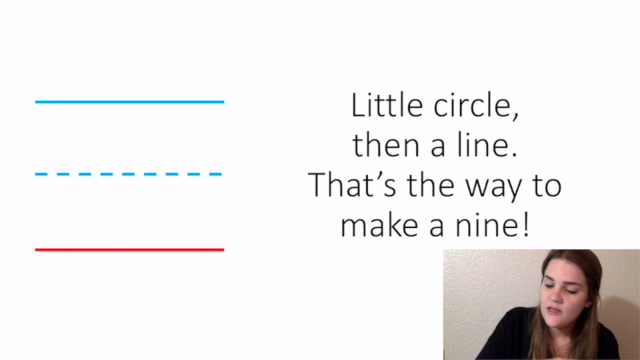 Little circle,
then a line.
That's the way to
make a nine!